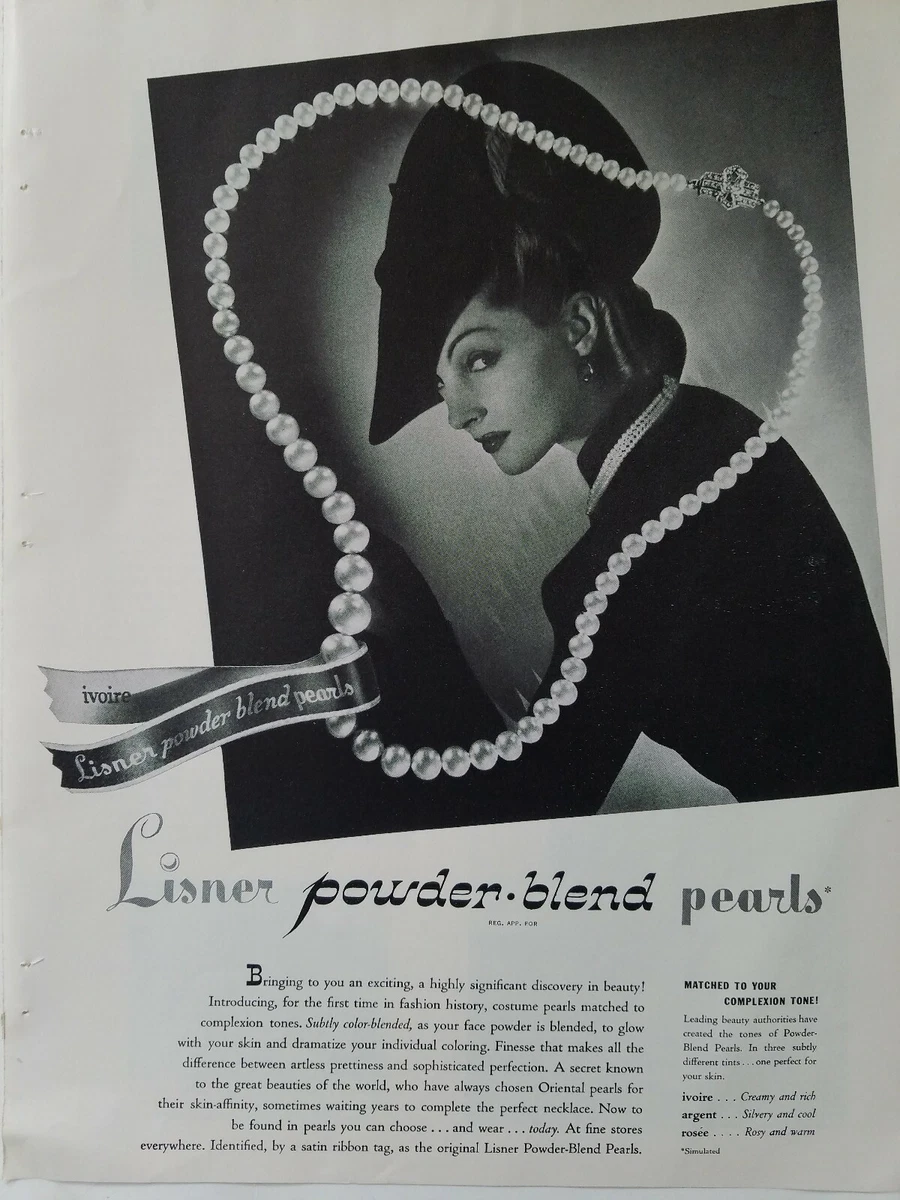 ivoire
Lisner powder blend pearls
Lisner powder·blend pearls*
REG. APP. FOR
Bringing to you an exciting, a highly significant discovery in beauty!
Introducing, for the first time in fashion history, costume pearls matched to
complexion tones. Subtly color-blended, as your face powder is blended, to glow
with your skin and dramatize your individual coloring. Finesse that makes all the
difference between artless prettiness and sophisticated perfection. A secret known
to the great beauties of the world, who have always chosen Oriental pearls for
their skin-affinity, sometimes waiting years to complete the perfect necklace. Now to
be found in pearls you can choose . . . and wear . . . today. At fine stores
everywhere. Identified, by a satin ribbon tag, as the original Lisner Powder-Blend Pearls.
MATCHED TO YOUR
COMPLEXION TONE!
Leading beauty authorities have
created the tones of Powder-
Blend Pearls. In three subtly
different tints . . . one perfect for
your skin.
ivoire . . . Creamy and rich
argent . . . Silvery and cool
rosée . . . . Rosy and warm
*Simulated